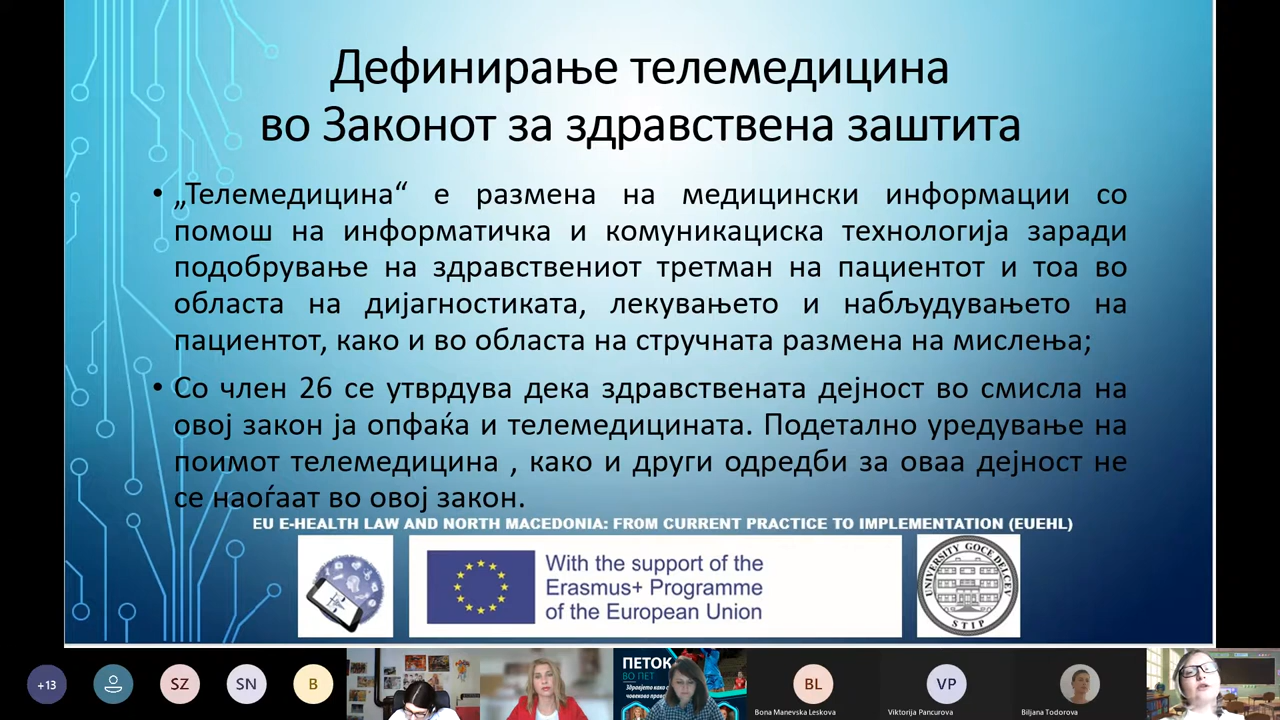 Дефинирање телемедицина
во Законот за здравствена заштита
• „Телемедицина“ е размена на медицински информации со
помош на информатичка и комуникациска технологија заради
подобрување на здравствениот третман на пациентот и тоа во
областа на дијагностиката, лекувањето и набљудувањето на
пациентот, како и во областа на стручната размена на мислења;
• Со член 26 се утврдува дека здравствената дејност во смисла на
овој закон ја опфаќа и телемедицината. Подетално уредување на
поимот телемедицина , како и други одредби за оваа дејност не
се наоѓаат во овој закон.
EU E-HEALTH LAW AND NORTH MACEDONIA: FROM CURRENT PRACTICE TO IMPLEMENTATION (EUEHL)
With the support of the
Erasmus+ Programme
of the European Union
UNIVERSITY GOCE DELCEV
STIP
+13
SZ
SN
B
ПЕТОК
ВО ПЕТ
BL
Bona Manevska Leskova
VP
Viktorija Pancurova
Biljana Todorova